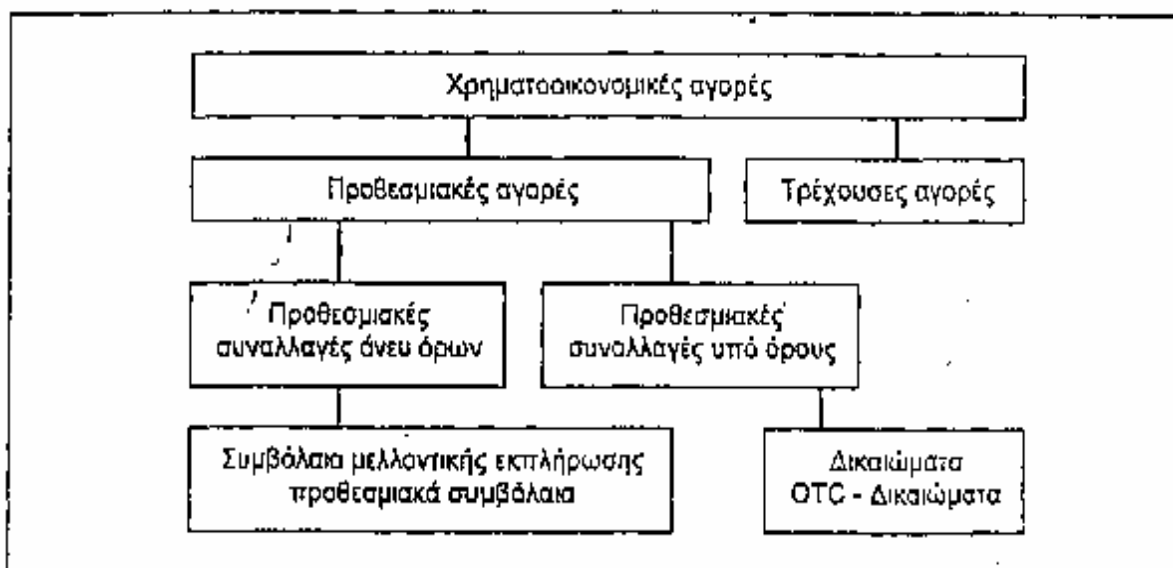 Χρηματοοικονομικές αγορές
Προθεσμιακές αγορές
Τρέχουσες αγορές
Προθεσμιακές
συναλλαγές άνευ όρων
Προθεσμιακές
συναλλαγές υπό όρους
Συμβόλαια μελλοντικής εκπλήρωσης
προθεσμιακά συμβόλαια
Δικαιώματα
OTC - Δικαιώματα